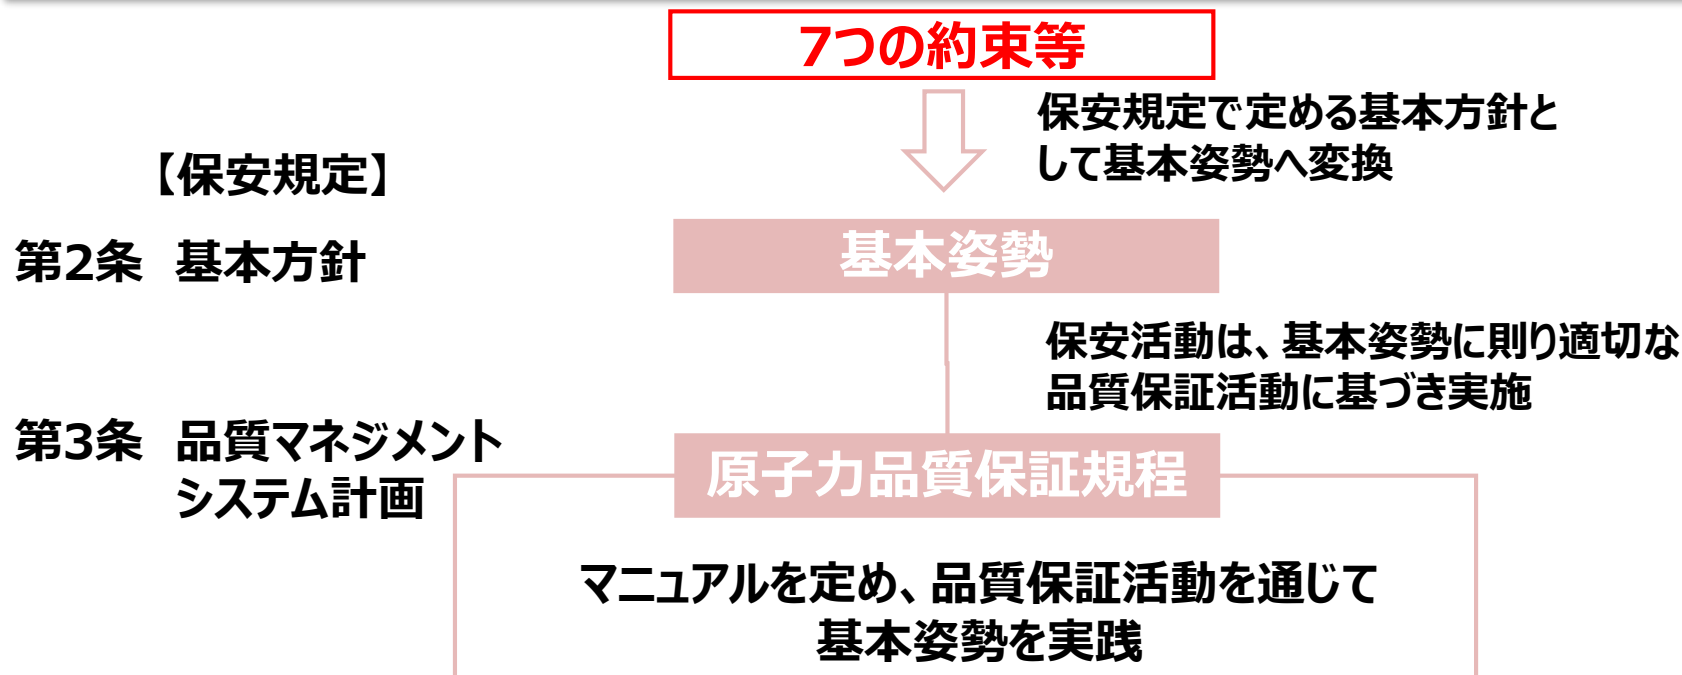 7つの約束等
保安規定で定める基本方針と
して基本姿勢へ変換
【保安規定】
第2条 基本方針
基本姿勢
保安活動は、基本姿勢に則り適切な
品質保証活動に基づき実施
第3条 品質マネジメント
システム計画
原子力品質保証規程
マニュアルを定め、品質保証活動を通じて
基本姿勢を実践